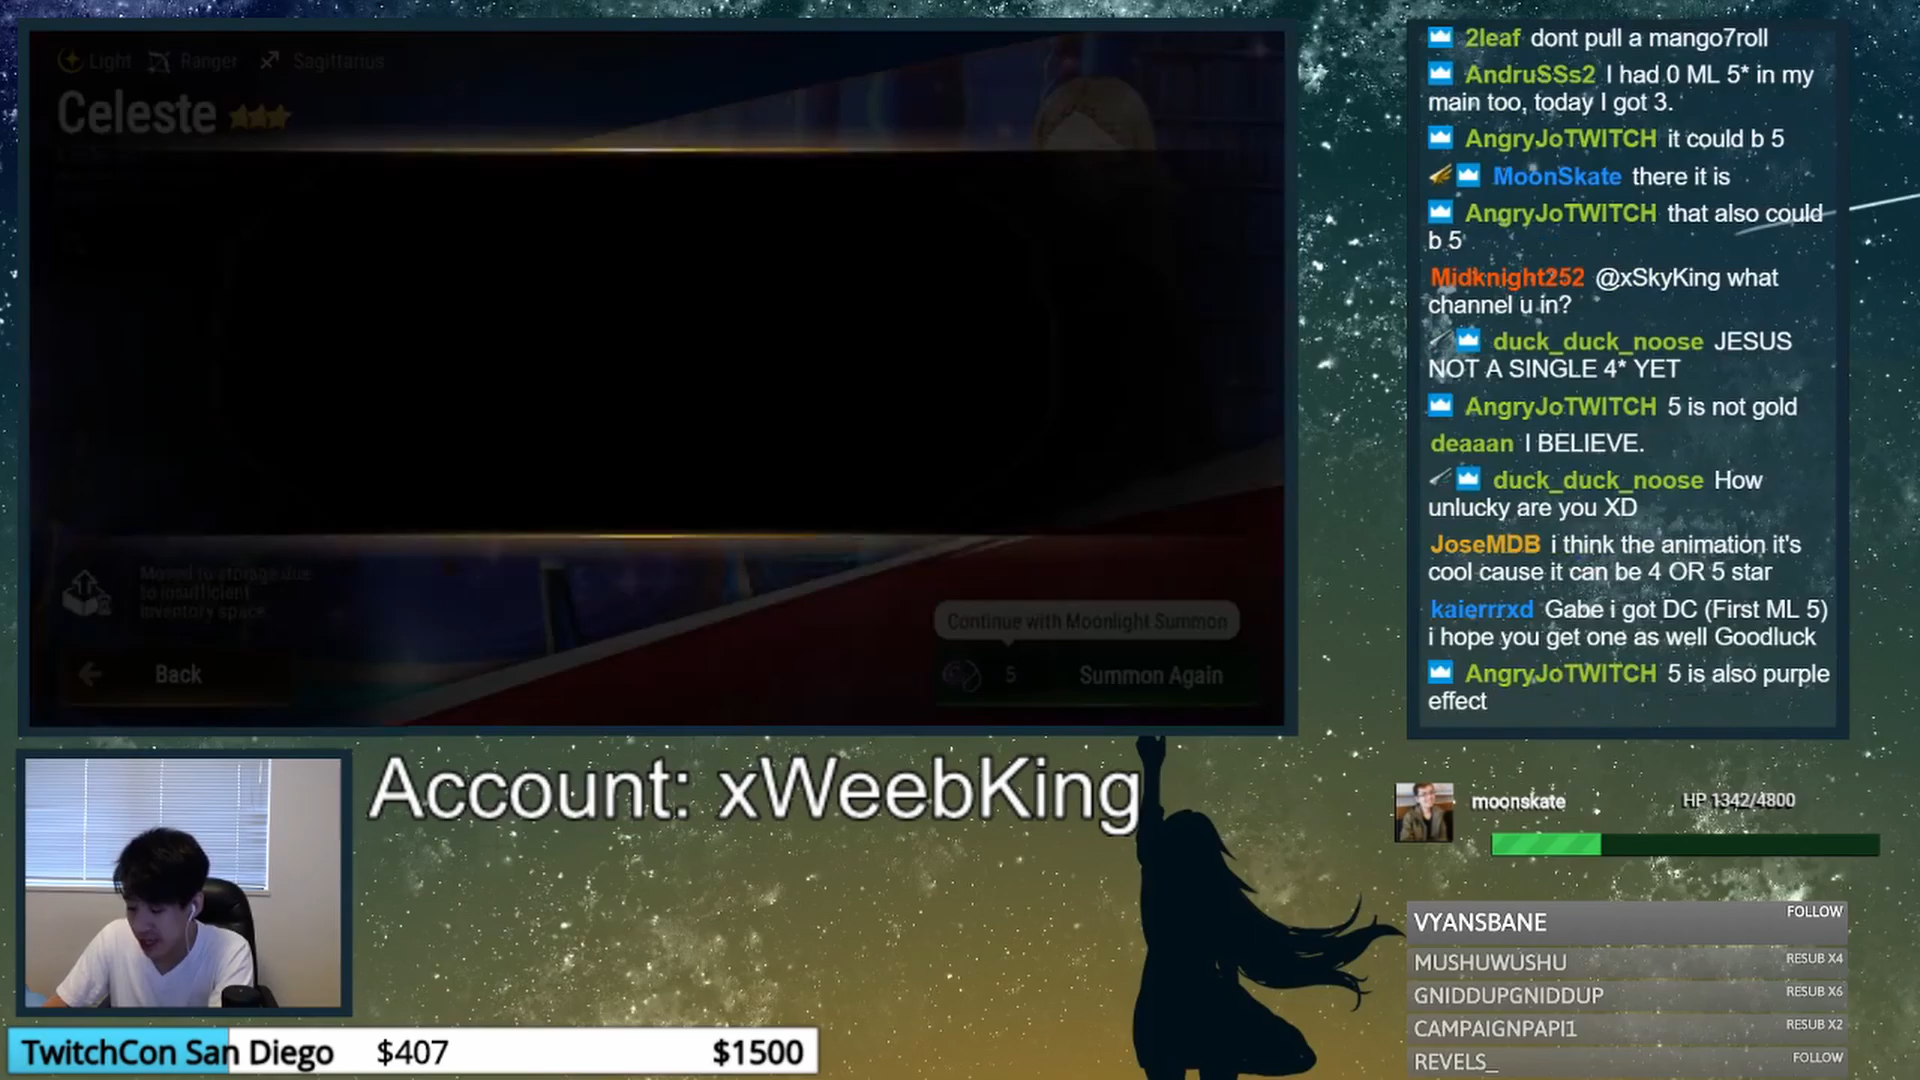 Light Ranger Sagittarius
Celeste
Moved to storage due
to insufficient
inventory space
Back
Continue with Moonlight Summon
5 Summon Again
2leaf dont pull a mango7roll
AndruSSs2 I had 0 ML 5* in my
main too, today I got 3.
AngryJoTWITCH it could b 5
MoonSkate there it is
AngryJoTWITCH that also could
b 5
Midknight252 @xSkyKing what
channel u in?
duck_duck_noose JESUS
NOT A SINGLE 4* YET
AngryJoTWITCH 5 is not gold
deaaan I BELIEVE.
duck_duck_noose How
unlucky are you XD
JoseMDB i think the animation it's
cool cause it can be 4 OR 5 star
kaierrrxd Gabe i got DC (First ML 5)
i hope you get one as well Goodluck
AngryJoTWITCH 5 is also purple
effect
Account: xWeebKing
moonskate HP 1342/4800
VYANSBANE FOLLOW
MUSHUWUSHU RESUB X4
GNIDDUPGNIDDUP RESUB X6
CAMPAIGNPAPI1 RESUB X2
REVELS_ FOLLOW
TwitchCon San Diego $407 $1500